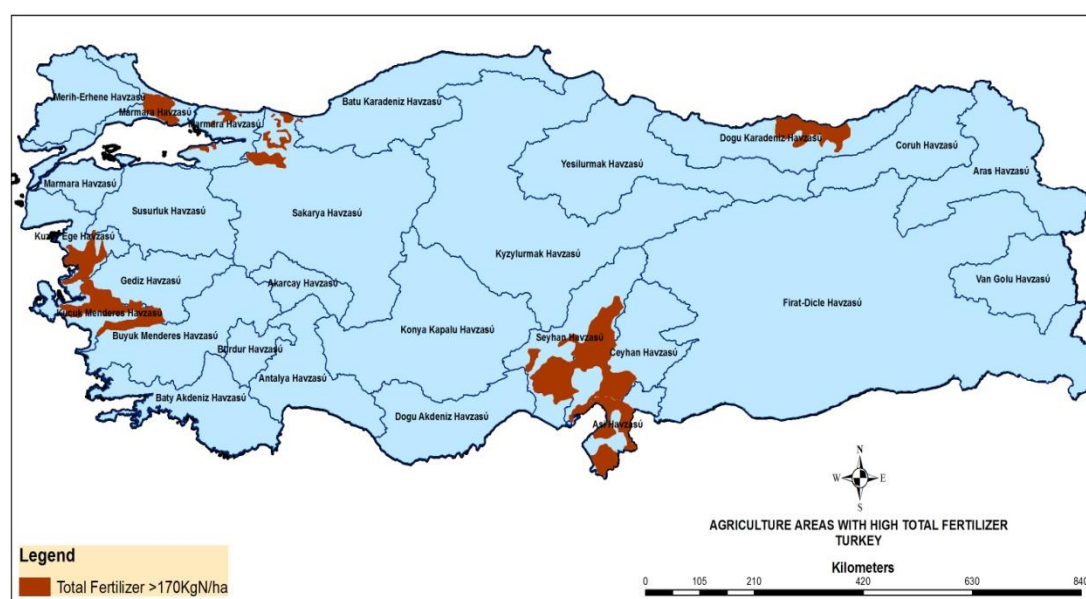 Merih-Erhene Havzasú
Marmara Havzasú
Marmara Havzasú
Batu Karadeniz Havzasú
Dogu Karadeniz Havzasú
Coruh Havzasú
Yesilurmak Havzasú
Aras Havzasú
Marmara Havzasú
Susurluk Havzasú
Sakarya Havzasú
Kuzey Ege Havzasú
Kyzylurmak Havzasú
Gediz Havzasú
Akarcay Havzasú
Van Golu Havzasú
Kuçuk Menderes Havzasú
Firat-Dicle Havzasú
Konya Kapalu Havzasú
Buyuk Menderes Havzasú
Seyhan Havzasú
Ceyhan Havzasú
Burdur Havzasú
Antalya Havzasú
Baty Akdeniz Havzasú
Dogu Akdeniz Havzasú
Asi Havzasú
N
W E
S
AGRICULTURE AREAS WITH HIGH TOTAL FERTILIZER
TURKEY
Legend
Total Fertilizer >170KgN/ha
Kilometers
0 105 210 420 630 840